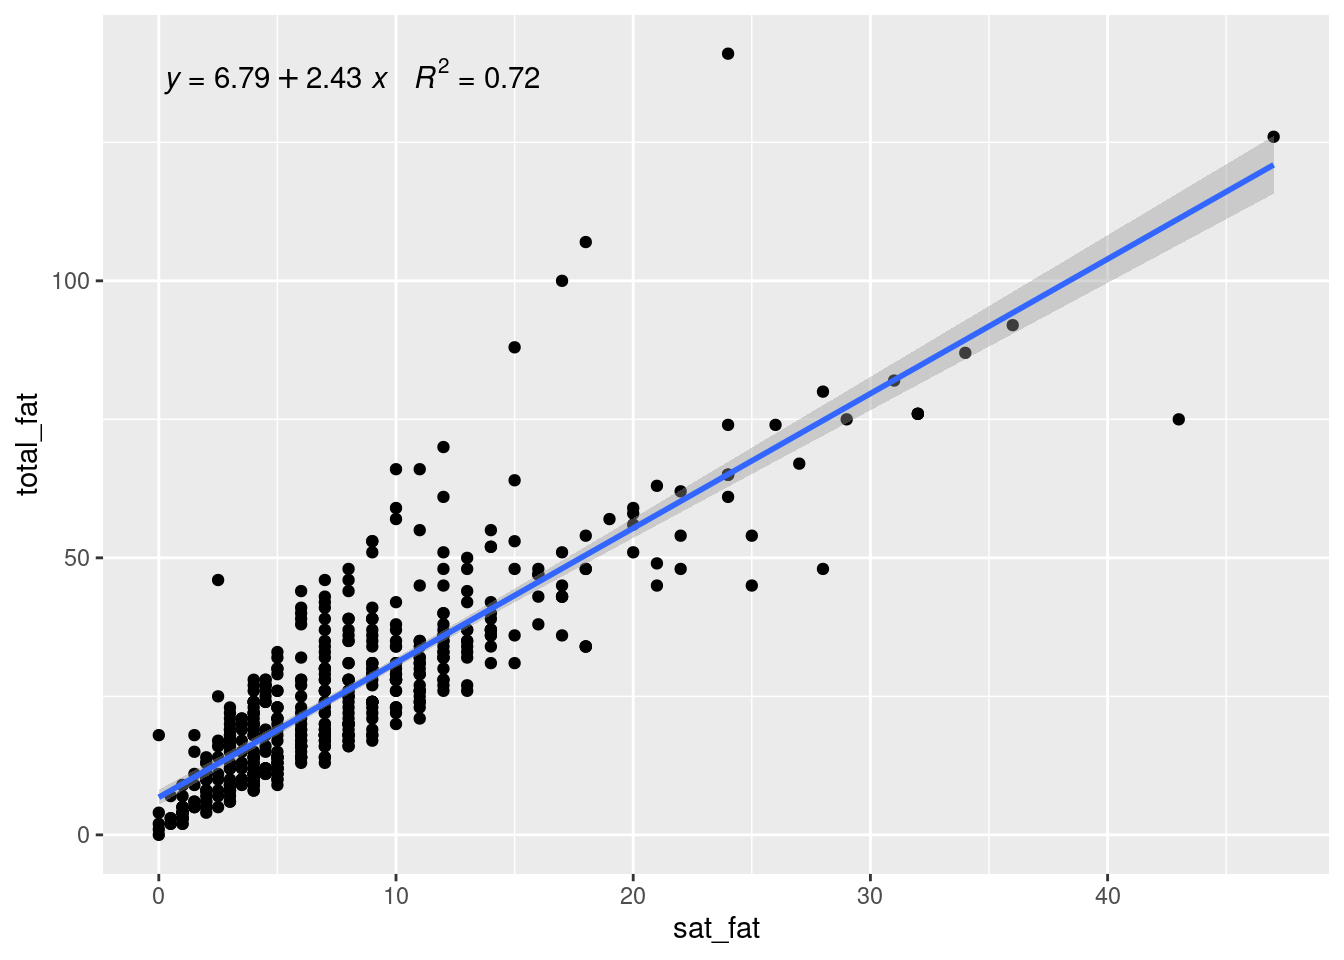 y = 6.79 + 2.43 x   R² = 0.72
100
50
0
total_fat
0 10 20 30 40
sat_fat